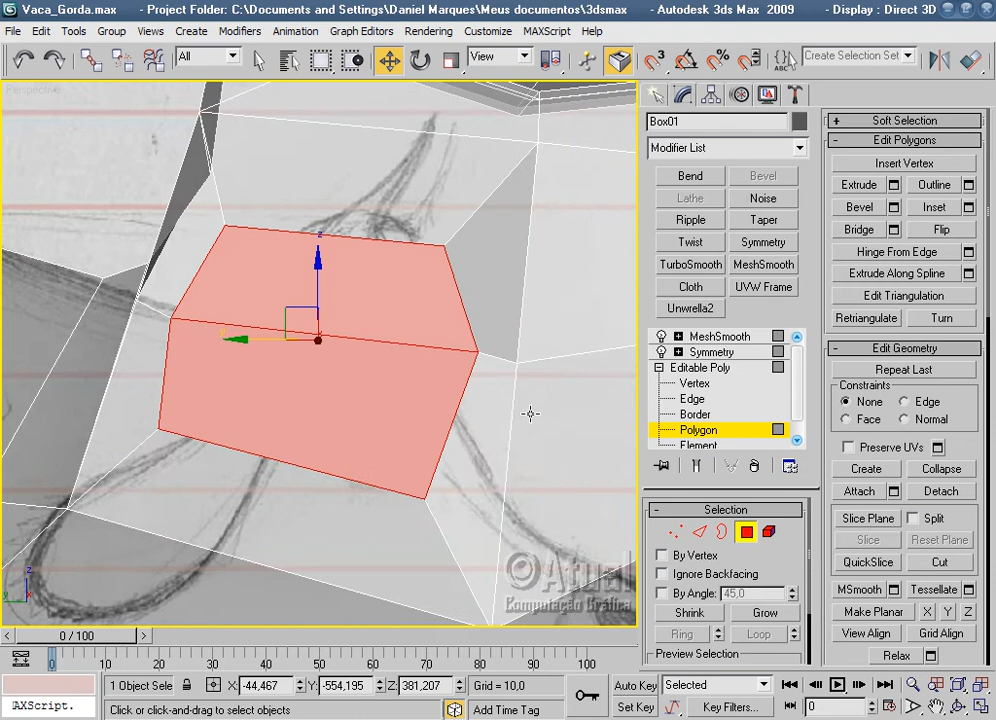 Vaca_Gorda.max - Project Folder: C:\Documents and Settings\Daniel Marques\Meus documentos\3dsmax - Autodesk 3ds Max 2009 - Display : Direct 3D
File Edit Tools Group Views Create Modifiers Animation Graph Editors Rendering Customize MAXScript Help
All View Create Selection Set
Perspective
Box01
Modifier List
Bend Bevel
Lathe Noise
Ripple Taper
Twist Symmetry
TurboSmooth MeshSmooth
Cloth UVW Frame
Unwrella2
MeshSmooth
Symmetry
Editable Poly
Vertex
Edge
Border
Polygon
Element
- Selection
By Vertex
Ignore Backfacing
By Angle: 45,0
Shrink Grow
Ring Loop
Preview Selection
+ Soft Selection
- Edit Polygons
Insert Vertex
Extrude Outline
Bevel Inset
Bridge Flip
Hinge From Edge
Extrude Along Spline
Edit Triangulation
Retriangulate Turn
- Edit Geometry
Repeat Last
Constraints
None Edge
Face Normal
Preserve UVs
Create Collapse
Attach Detach
Slice Plane Split
Slice Reset Plane
QuickSlice Cut
MSmooth Tessellate
Make Planar X Y Z
View Align Grid Align
Relax
z
z
y x
© Atual
Computação Gráfica
< 0 / 100 >
0 10 20 30 40 50 60 70 80 90 100
1 Object Sele X: -44,467 Y: -554,195 Z: 381,207 Grid = 10,0 Auto Key Selected
AXScript. Click or click-and-drag to select objects Add Time Tag Set Key Key Filters... 0